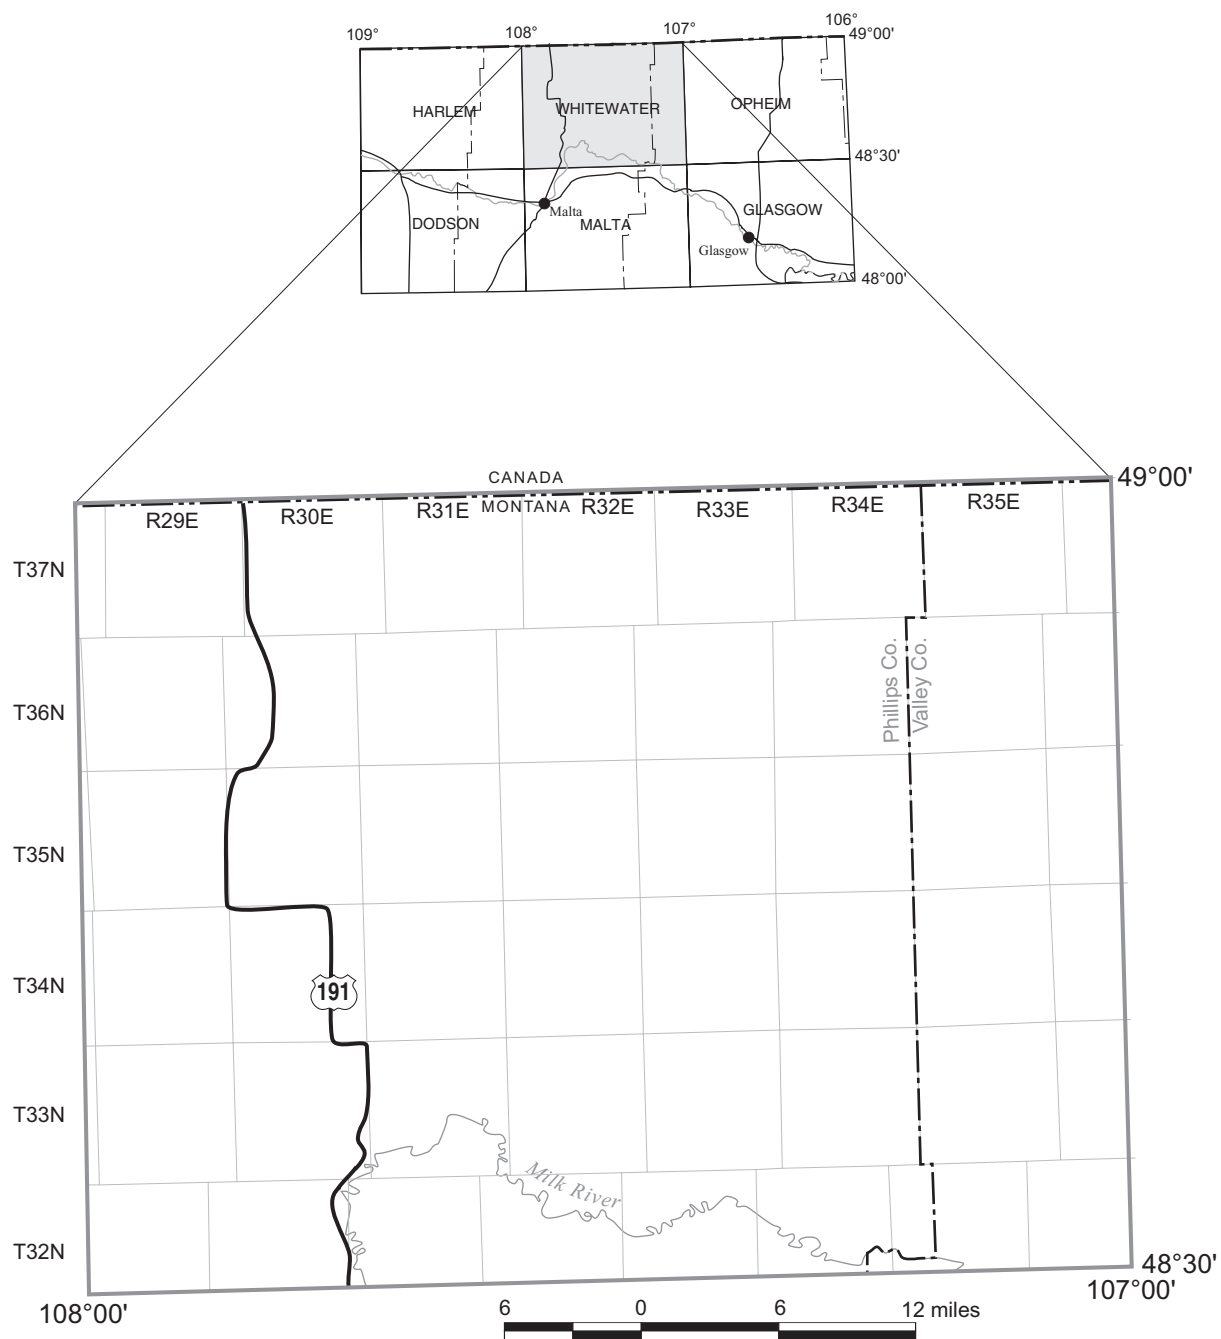 109°
108°
107°
106°
49°00'
HARLEM
WHITEWATER
OPHEIM
48°30'
Malta
DODSON
MALTA
GLASGOW
Glasgow
48°00'
CANADA
49°00'
MONTANA
R29E R30E R31E R32E R33E R34E R35E
T37N
Phillips Co.
Valley Co.
T36N
T35N
T34N
191
T33N
Milk River
T32N
48°30'
107°00'
108°00'
6 0 6 12 miles